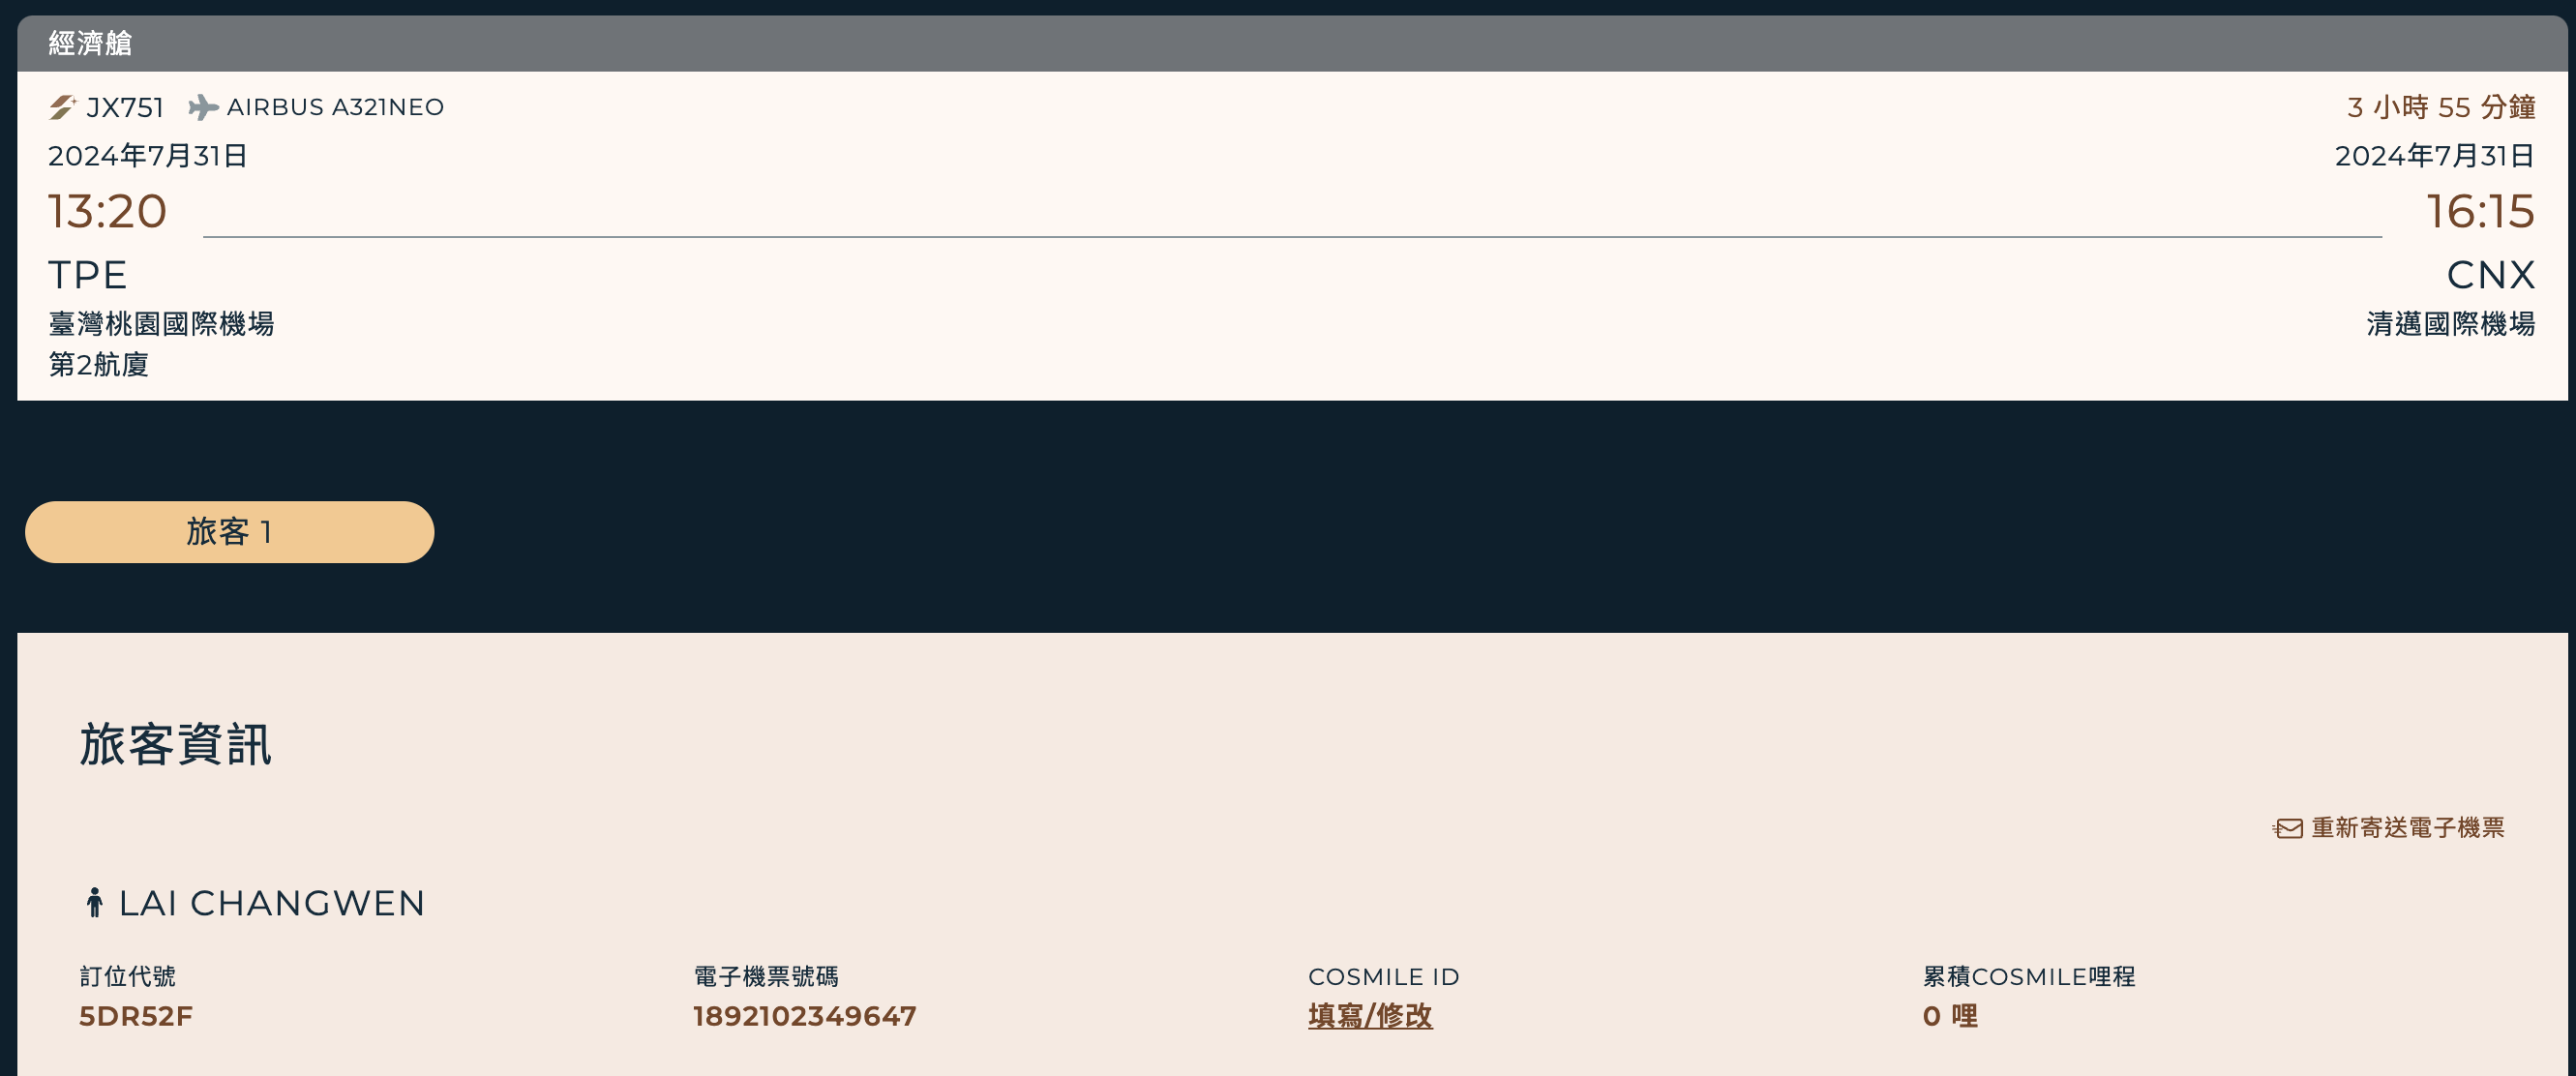 經濟艙
JX751 AIRBUS A321NEO
3 小時 55 分鐘
2024年7月31日
2024年7月31日
13:20
16:15
TPE
CNX
臺灣桃園國際機場
清邁國際機場
第2航廈
旅客 1
旅客資訊
重新寄送電子機票
LAI CHANGWEN
訂位代號
電子機票號碼
COSMILE ID
累積COSMILE哩程
5DR52F
1892102349647
填寫/修改
0 哩